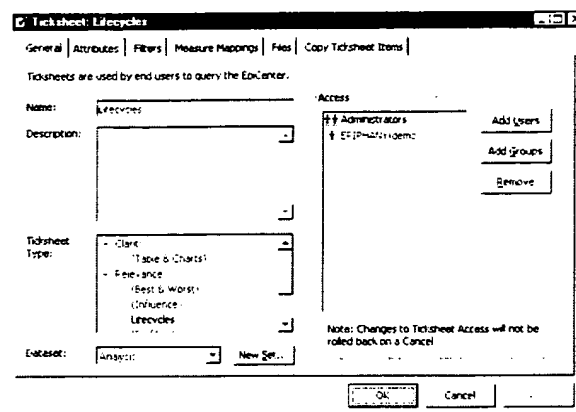 Ticksheet: Lifecycles
General Attributes Filters Measure Mappings Files Copy Ticksheet Items
Ticksheets are used by end users to query the EpiCenter.
Name: Lifecycles
Description:
Access
Administrators
EPIPHANY\demo
Add Users
Add Groups
Remove
Ticksheet
Type:
- Clarity
(Table & Charts)
- Relevance
(Best & Worst)
(Influence)
Lifecycles
Note: Changes to Ticksheet Access will not be
rolled back on a Cancel
Dataset: Analysis New Set...
OK Cancel